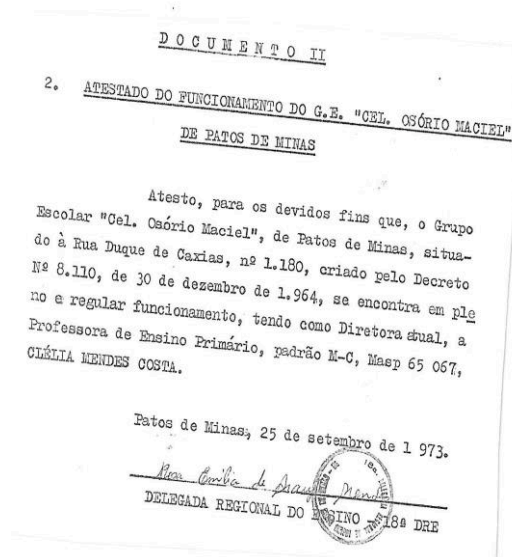 D O C U M E N T O II
2. ATESTADO DO FUNCIONAMENTO DO G.E. "CEL. OSÓRIO MACIEL"
DE PATOS DE MINAS
Atesto, para os devidos fins que, o Grupo
Escolar "Cel. Osório Maciel", de Patos de Minas, situa-
do à Rua Duque de Caxias, nº 1.180, criado pelo Decreto
Nº 8.110, de 30 de dezembro de 1.964, se encontra em ple
no e regular funcionamento, tendo como Diretora atual, a
Professora de Ensino Primário, padrão M-C, Masp 65 067,
CLÉLIA MENDES COSTA.
Patos de Minas, 25 de setembro de 1 973.
Emilia de
DELEGADA REGIONAL DO ENSINO 18ª DRE